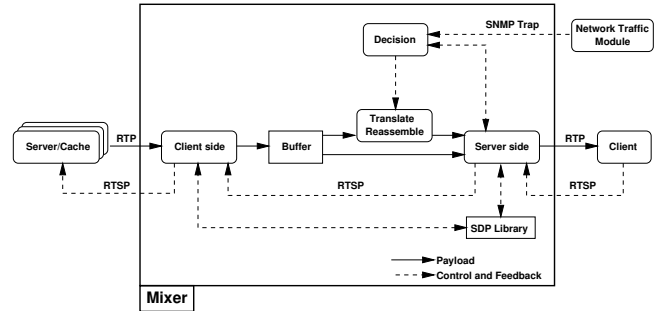 SNMP Trap
Network Traffic
Module
Decision
Translate
Reassemble
Server/Cache
RTP
Client side
Buffer
Server side
RTP
Client
RTSP
RTSP
RTSP
SDP Library
Payload
Control and Feedback
Mixer